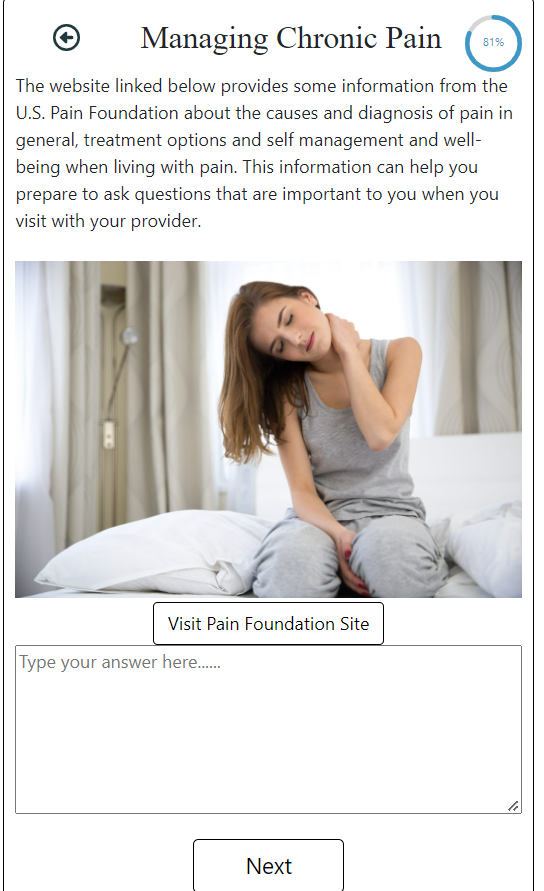 Managing Chronic Pain
81%
The website linked below provides some information from the
U.S. Pain Foundation about the causes and diagnosis of pain in
general, treatment options and self management and well-
being when living with pain. This information can help you
prepare to ask questions that are important to you when you
visit with your provider.
Visit Pain Foundation Site
Type your answer here......
Next